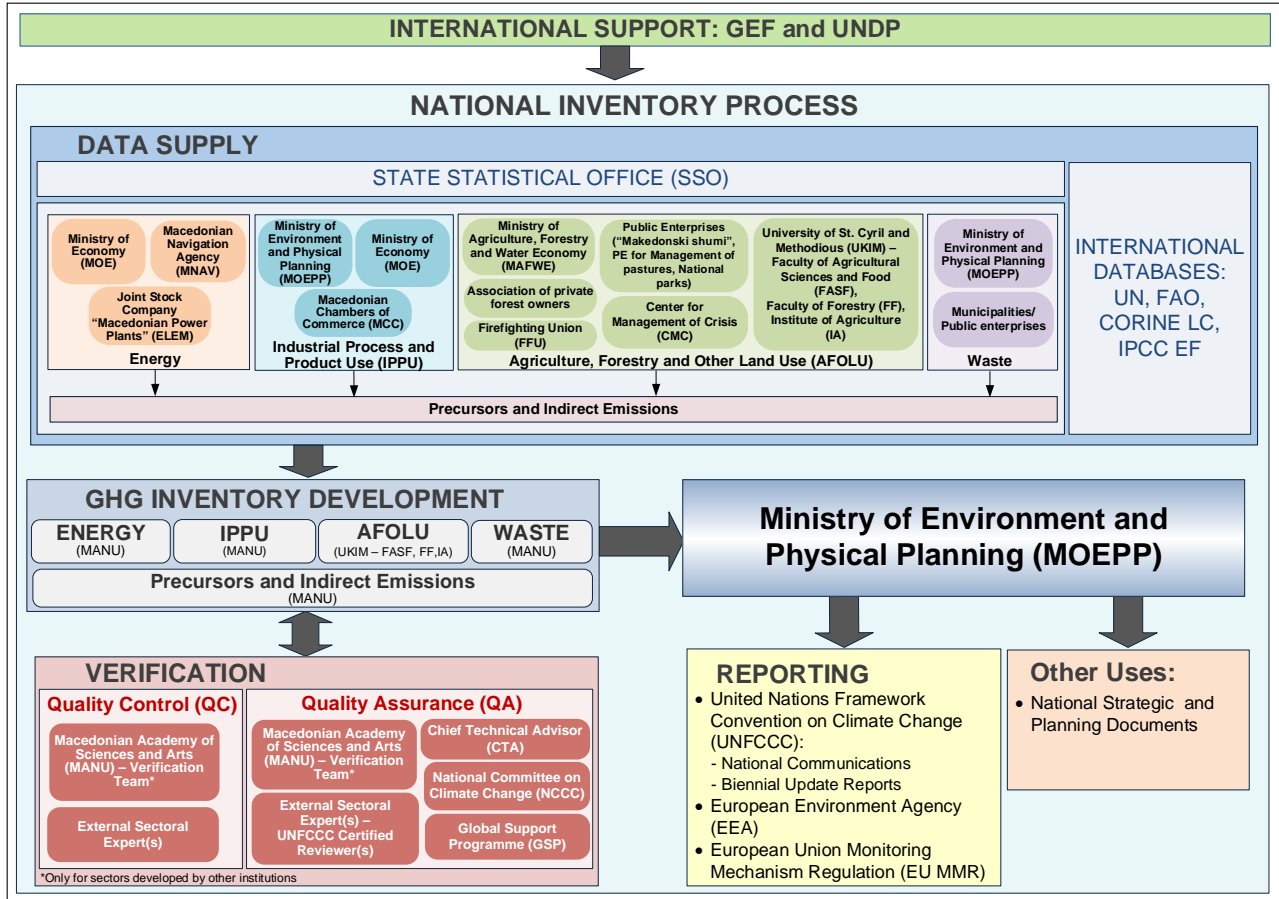 INTERNATIONAL SUPPORT: GEF and UNDP
NATIONAL INVENTORY PROCESS
DATA SUPPLY
STATE STATISTICAL OFFICE (SSO)
Ministry of
Economy
(MOE)
Macedonian
Navigation
Agency
(MNAV)
Joint Stock
Company
“Macedonian Power
Plants” (ELEM)
Energy
Ministry of
Environment
and Physical
Planning
(MOEPP)
Ministry of
Economy
(MOE)
Macedonian
Chambers of
Commerce (MCC)
Industrial Process and
Product Use (IPPU)
Ministry of
Agriculture, Forestry
and Water Economy
(MAFWE)
Association of private
forest owners
Firefighting Union
(FFU)
Public Enterprises
(“Makedonski shumi”,
PE for Management of
pastures, National
parks)
Center for
Management of Crisis
(CMC)
University of St. Cyril and
Methodious (UKIM) –
Faculty of Agricultural
Sciences and Food
(FASF),
Faculty of Forestry (FF),
Institute of Agriculture
(IA)
Agriculture, Forestry and Other Land Use (AFOLU)
Ministry of
Environment and
Physical Planning
(MOEPP)
Municipalities/
Public enterprises
Waste
Precursors and Indirect Emissions
INTERNATIONAL
DATABASES:
UN, FAO,
CORINE LC,
IPCC EF
GHG INVENTORY DEVELOPMENT
ENERGY
(MANU)
IPPU
(MANU)
AFOLU
(UKIM – FASF, FF,IA)
WASTE
(MANU)
Precursors and Indirect Emissions
(MANU)
Ministry of Environment and
Physical Planning (MOEPP)
VERIFICATION
Quality Control (QC)
Macedonian Academy of
Sciences and Arts
(MANU) – Verification
Team*
External Sectoral
Expert(s)
Quality Assurance (QA)
Macedonian Academy
of Sciences and Arts
(MANU) – Verification
Team*
External Sectoral
Expert(s) –
UNFCCC Certified
Reviewer(s)
Chief Technical Advisor
(CTA)
National Committee on
Climate Change (NCCC)
Global Support
Programme (GSP)
*Only for sectors developed by other institutions
REPORTING
• United Nations Framework
Convention on Climate Change
(UNFCCC):
- National Communications
- Biennial Update Reports
• European Environment Agency
(EEA)
• European Union Monitoring
Mechanism Regulation (EU MMR)
Other Uses:
• National Strategic and
Planning Documents